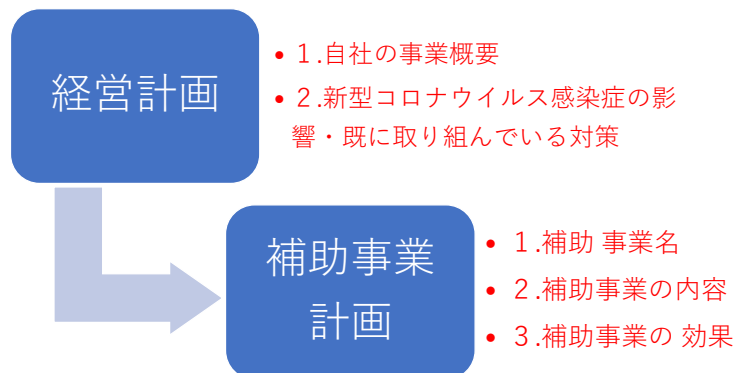 経営計画
• １.自社の事業概要
• ２.新型コロナウイルス感染症の影
響・既に取り組んでいる対策
補助事業
計画
• １.補助 事業名
• ２.補助事業の内容
• ３.補助事業の 効果